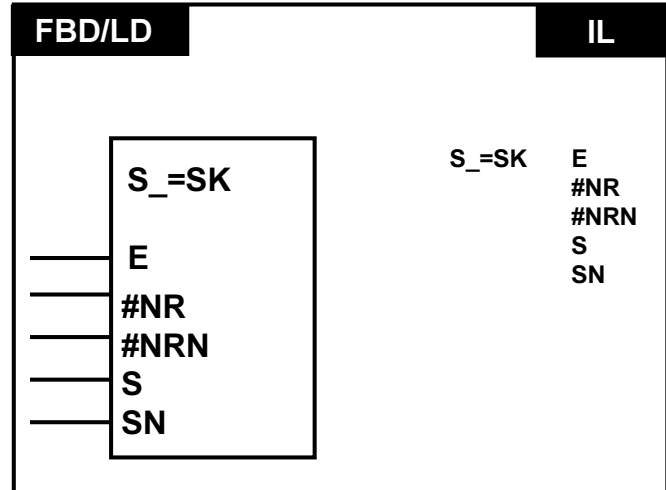 FBD/LD
IL
S_=SK
E
#NR
#NRN
S
SN
S_=SK E
#NR
#NRN
S
SN